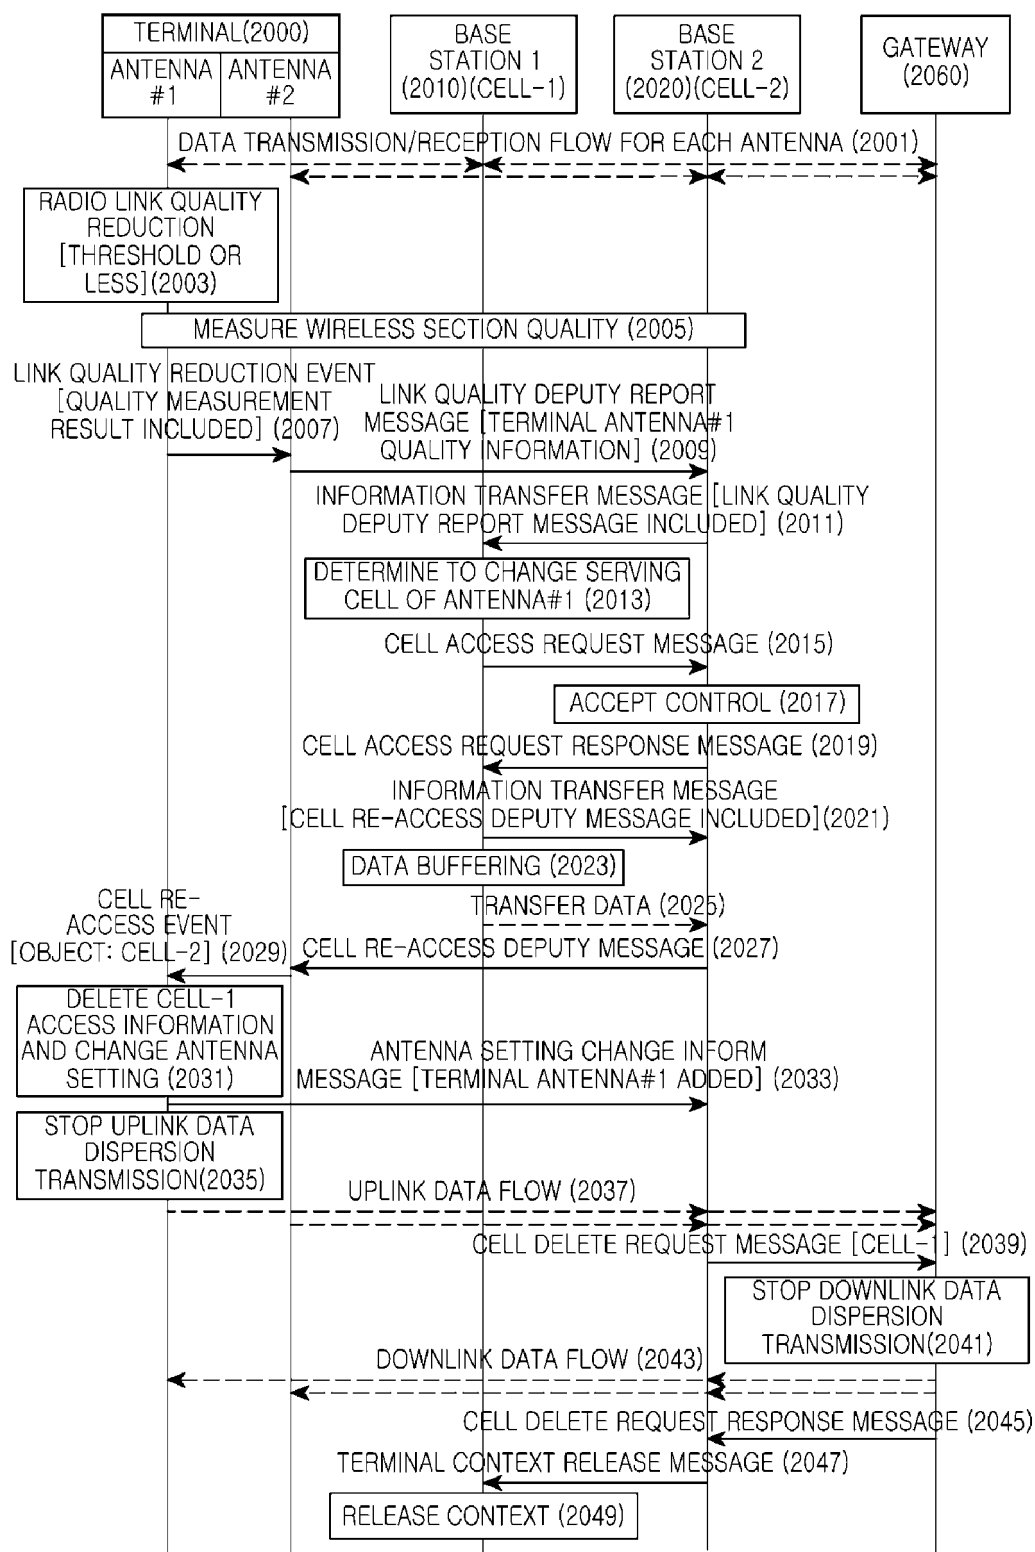 TERMINAL(2000)
ANTENNA
#1
ANTENNA
#2
BASE
STATION 1
(2010)(CELL-1)
BASE
STATION 2
(2020)(CELL-2)
GATEWAY
(2060)
DATA TRANSMISSION/RECEPTION FLOW FOR EACH ANTENNA (2001)
RADIO LINK QUALITY
REDUCTION
[THRESHOLD OR
LESS](2003)
MEASURE WIRELESS SECTION QUALITY (2005)
LINK QUALITY REDUCTION EVENT
[QUALITY MEASUREMENT
RESULT INCLUDED] (2007)
LINK QUALITY DEPUTY REPORT
MESSAGE [TERMINAL ANTENNA#1
QUALITY INFORMATION] (2009)
INFORMATION TRANSFER MESSAGE [LINK QUALITY
DEPUTY REPORT MESSAGE INCLUDED] (2011)
DETERMINE TO CHANGE SERVING
CELL OF ANTENNA#1 (2013)
CELL ACCESS REQUEST MESSAGE (2015)
ACCEPT CONTROL (2017)
CELL ACCESS REQUEST RESPONSE MESSAGE (2019)
INFORMATION TRANSFER MESSAGE
[CELL RE-ACCESS DEPUTY MESSAGE INCLUDED](2021)
DATA BUFFERING (2023)
TRANSFER DATA (2025)
CELL RE-ACCESS DEPUTY MESSAGE (2027)
CELL RE-
ACCESS EVENT
[OBJECT: CELL-2] (2029)
DELETE CELL-1
ACCESS INFORMATION
AND CHANGE ANTENNA
SETTING (2031)
ANTENNA SETTING CHANGE INFORM
MESSAGE [TERMINAL ANTENNA#1 ADDED] (2033)
STOP UPLINK DATA
DISPERSION
TRANSMISSION(2035)
UPLINK DATA FLOW (2037)
CELL DELETE REQUEST MESSAGE [CELL-1] (2039)
STOP DOWNLINK DATA
DISPERSION
TRANSMISSION(2041)
DOWNLINK DATA FLOW (2043)
CELL DELETE REQUEST RESPONSE MESSAGE (2045)
TERMINAL CONTEXT RELEASE MESSAGE (2047)
RELEASE CONTEXT (2049)